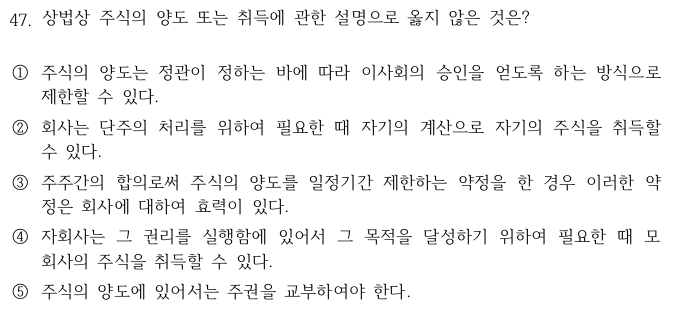 47. 상법상 주식의 양도 또는 취득에 관한 설명으로 옳지 않은 것은?
① 주식의 양도는 정관이 정하는 바에 따라 이사회의 승인을 얻도록 하는 방식으로
제한할 수 있다.
② 회사는 단주의 처리를 위하여 필요한 때 자기의 계산으로 자기의 주식을 취득할
수 있다.
③ 주주간의 합의로써 주식의 양도를 일정기간 제한하는 약정을 한 경우 이러한 약
정은 회사에 대하여 효력이 있다.
④ 자회사는 그 권리를 실행함에 있어서 그 목적을 달성하기 위하여 필요한 때 모
회사의 주식을 취득할 수 있다.
⑤ 주식의 양도에 있어서는 주권을 교부하여야 한다.